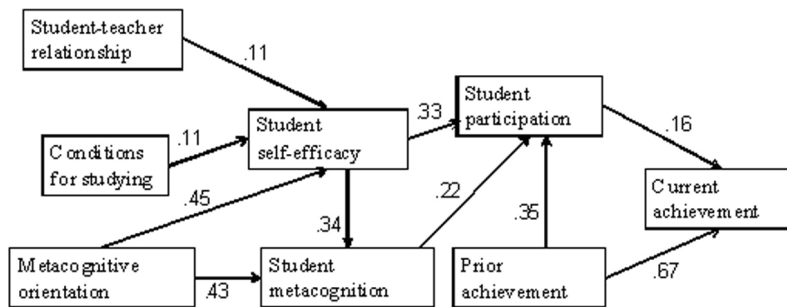 Student-teacher
relationship
.11
Student
participation
.33
Student
self-efficacy
.16
.11
Conditions
for studying
Current
achievement
.45
.22
.34
.35
Metacognitive
orientation
.43
Student
metacognition
Prior
achievement
.67